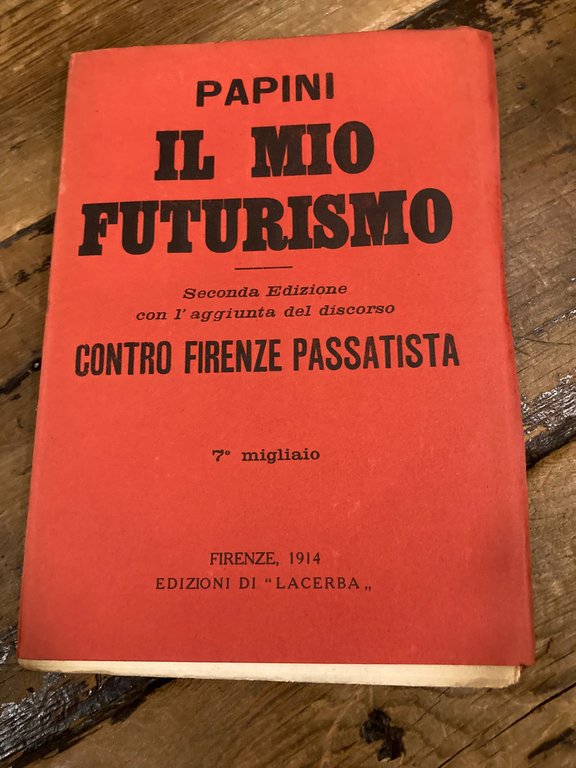 PAPINI
IL MIO
FUTURISMO
Seconda Edizione
con l'aggiunta del discorso
CONTRO FIRENZE PASSATISTA
7º migliaio
FIRENZE, 1914
EDIZIONI DI "LACERBA„